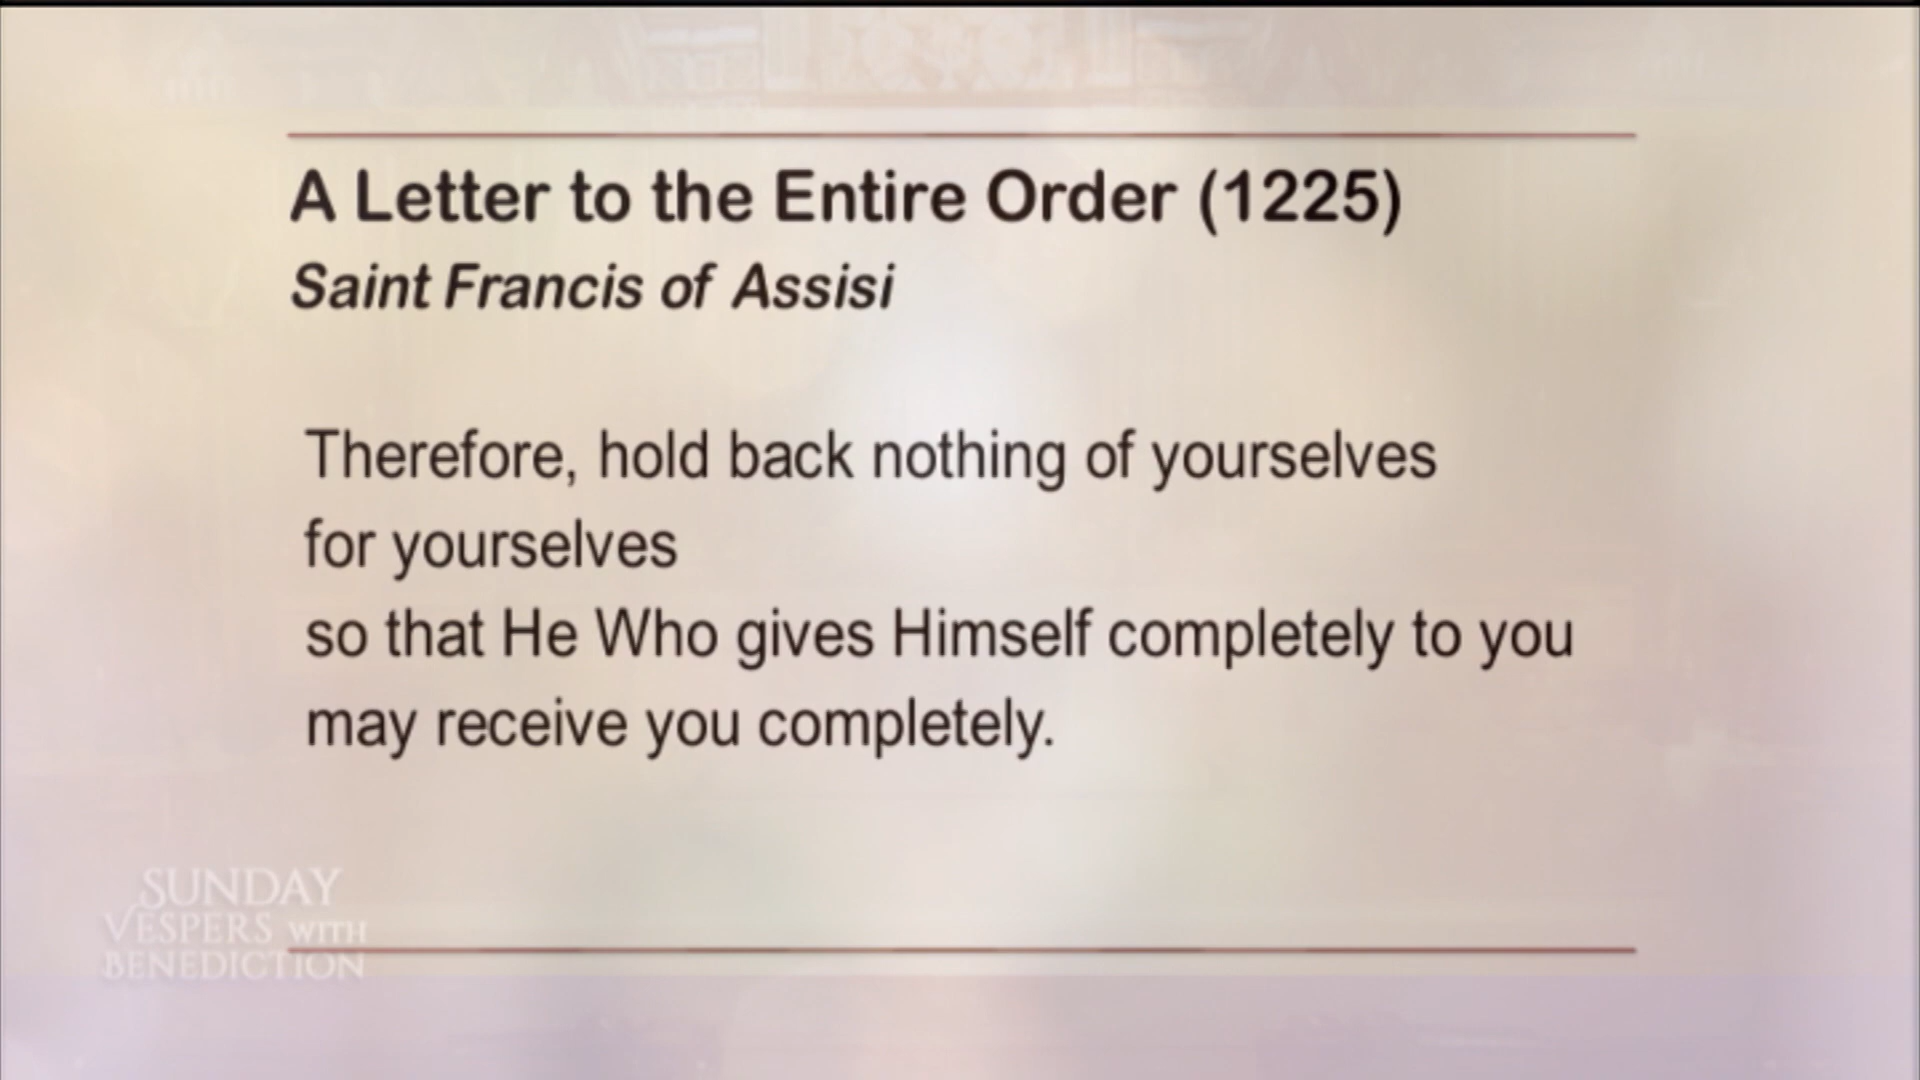 A Letter to the Entire Order (1225)
Saint Francis of Assisi
Therefore, hold back nothing of yourselves
for yourselves
so that He Who gives Himself completely to you
may receive you completely.
SUNDAY
VESPERS WITH
BENEDICTION